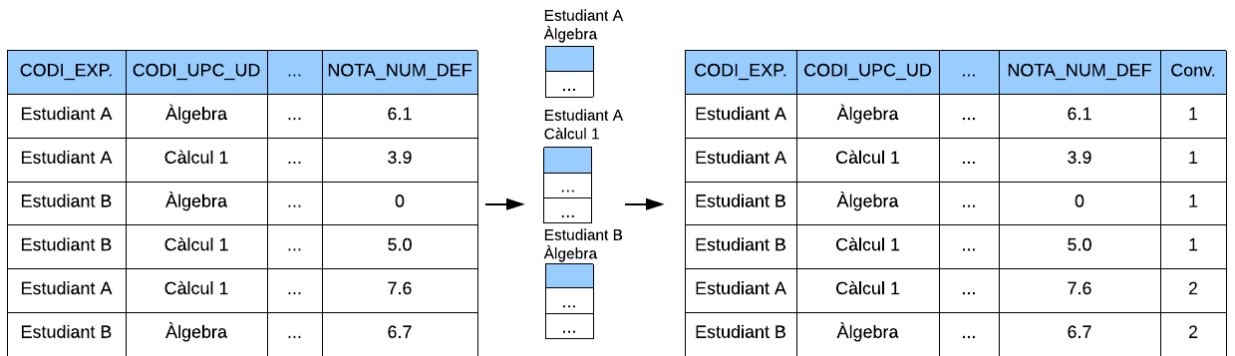 CODI_EXP. CODI_UPC_UD ... NOTA_NUM_DEF
Estudiant A Àlgebra ... 6.1
Estudiant A Càlcul 1 ... 3.9
Estudiant B Àlgebra ... 0
Estudiant B Càlcul 1 ... 5.0
Estudiant A Càlcul 1 ... 7.6
Estudiant B Àlgebra ... 6.7
Estudiant A
Àlgebra
...
Estudiant A
Càlcul 1
...
...
Estudiant B
Àlgebra
...
...
CODI_EXP. CODI_UPC_UD ... NOTA_NUM_DEF Conv.
Estudiant A Àlgebra ... 6.1 1
Estudiant A Càlcul 1 ... 3.9 1
Estudiant B Àlgebra ... 0 1
Estudiant B Càlcul 1 ... 5.0 1
Estudiant A Càlcul 1 ... 7.6 2
Estudiant B Àlgebra ... 6.7 2